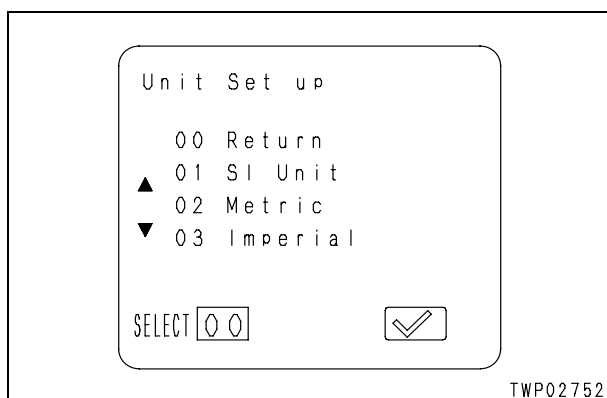 Unit Set up
00 Return
01 SI Unit
02 Metric
03 Imperial
SELECT 00
TWP02752